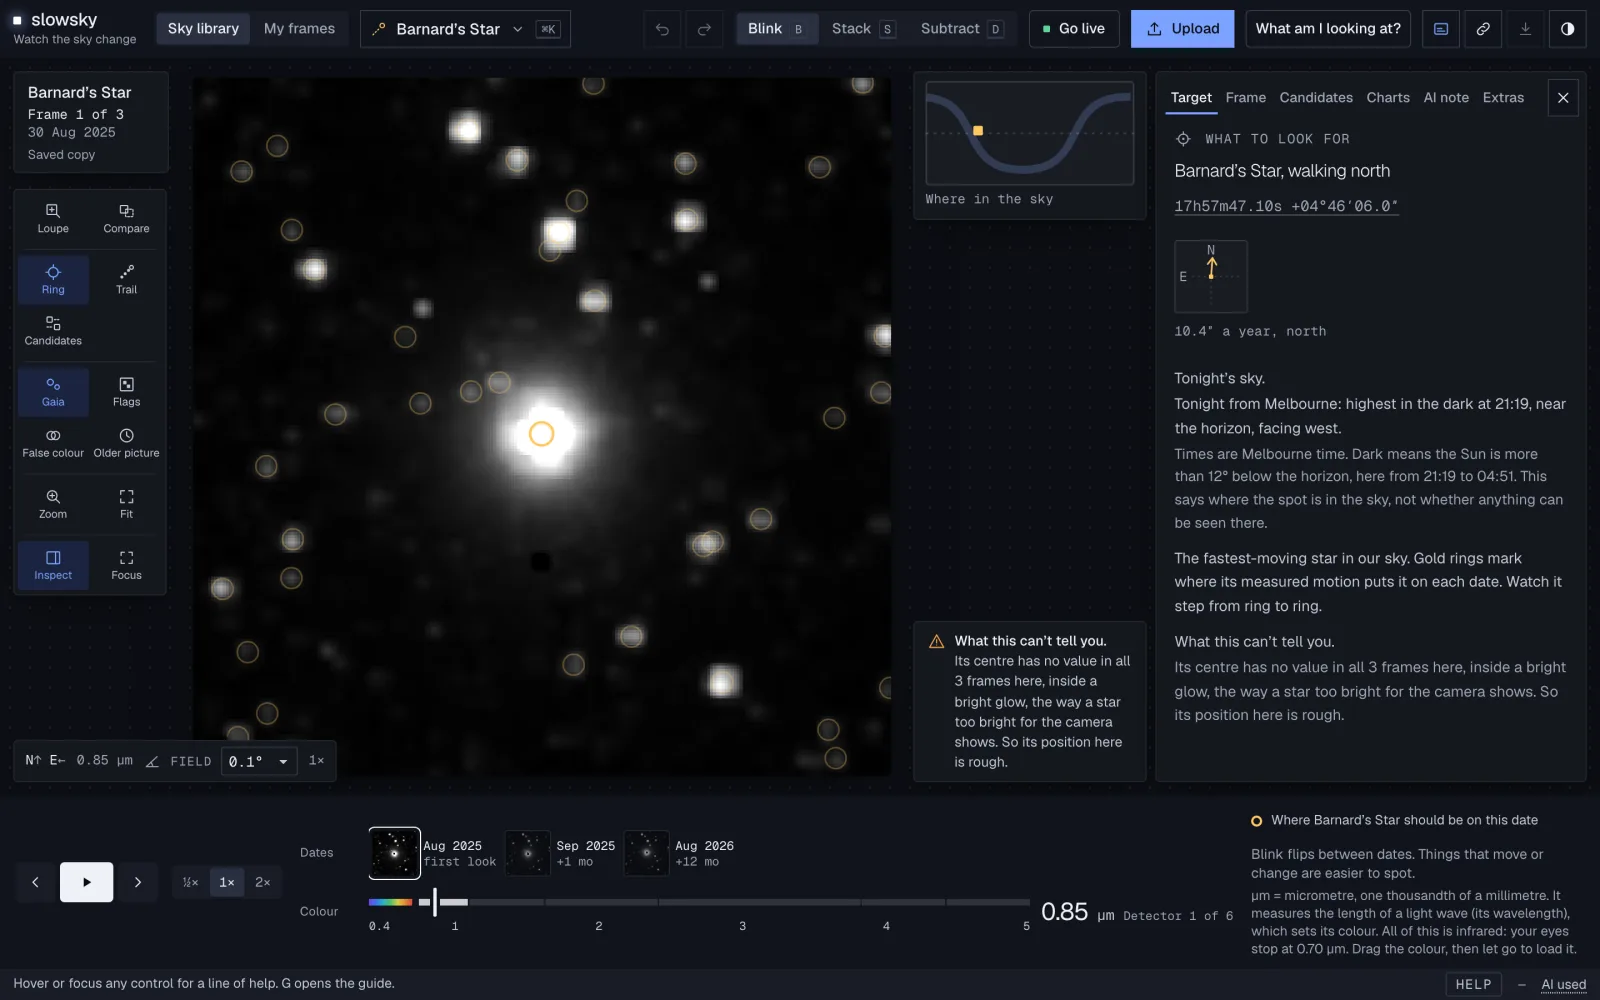 slowsky
Watch the sky change
Sky library
My frames
Barnard's Star
⌘K
Blink B
Stack S
Subtract D
Go live
Upload
What am I looking at?
Barnard's Star
Frame 1 of 3
30 Aug 2025
Saved copy
Loupe
Compare
Ring
Trail
Candidates
Gaia
Flags
False colour
Older picture
Zoom
Fit
Inspect
Focus
N↑ E← 0.85 µm
FIELD
0.1°
1×
Where in the sky
What this can't tell you.
Its centre has no value in all
3 frames here, inside a
bright glow, the way a star
too bright for the camera
shows. So its position here
is rough.
Target
Frame
Candidates
Charts
AI note
Extras
WHAT TO LOOK FOR
Barnard's Star, walking north
17h57m47.10s +04°46′06.0″
N
E
10.4″ a year, north
Tonight's sky.
Tonight from Melbourne: highest in the dark at 21:19, near
the horizon, facing west.
Times are Melbourne time. Dark means the Sun is more
than 12° below the horizon, here from 21:19 to 04:51. This
says where the spot is in the sky, not whether anything can
be seen there.
The fastest-moving star in our sky. Gold rings mark
where its measured motion puts it on each date. Watch it
step from ring to ring.
What this can't tell you.
Its centre has no value in all 3 frames here, inside a bright
glow, the way a star too bright for the camera shows. So
its position here is rough.
½×
1×
2×
Dates
Aug 2025
first look
Sep 2025
+1 mo
Aug 2026
+12 mo
Colour
0.4
1
2
3
4
5
0.85 µm Detector 1 of 6
Where Barnard's Star should be on this date
Blink flips between dates. Things that move or
change are easier to spot.
µm = micrometre, one thousandth of a millimetre. It
measures the length of a light wave (its wavelength),
which sets its colour. All of this is infrared: your eyes
stop at 0.70 µm. Drag the colour, then let go to load it.
Hover or focus any control for a line of help. G opens the guide.
HELP
–
AI used